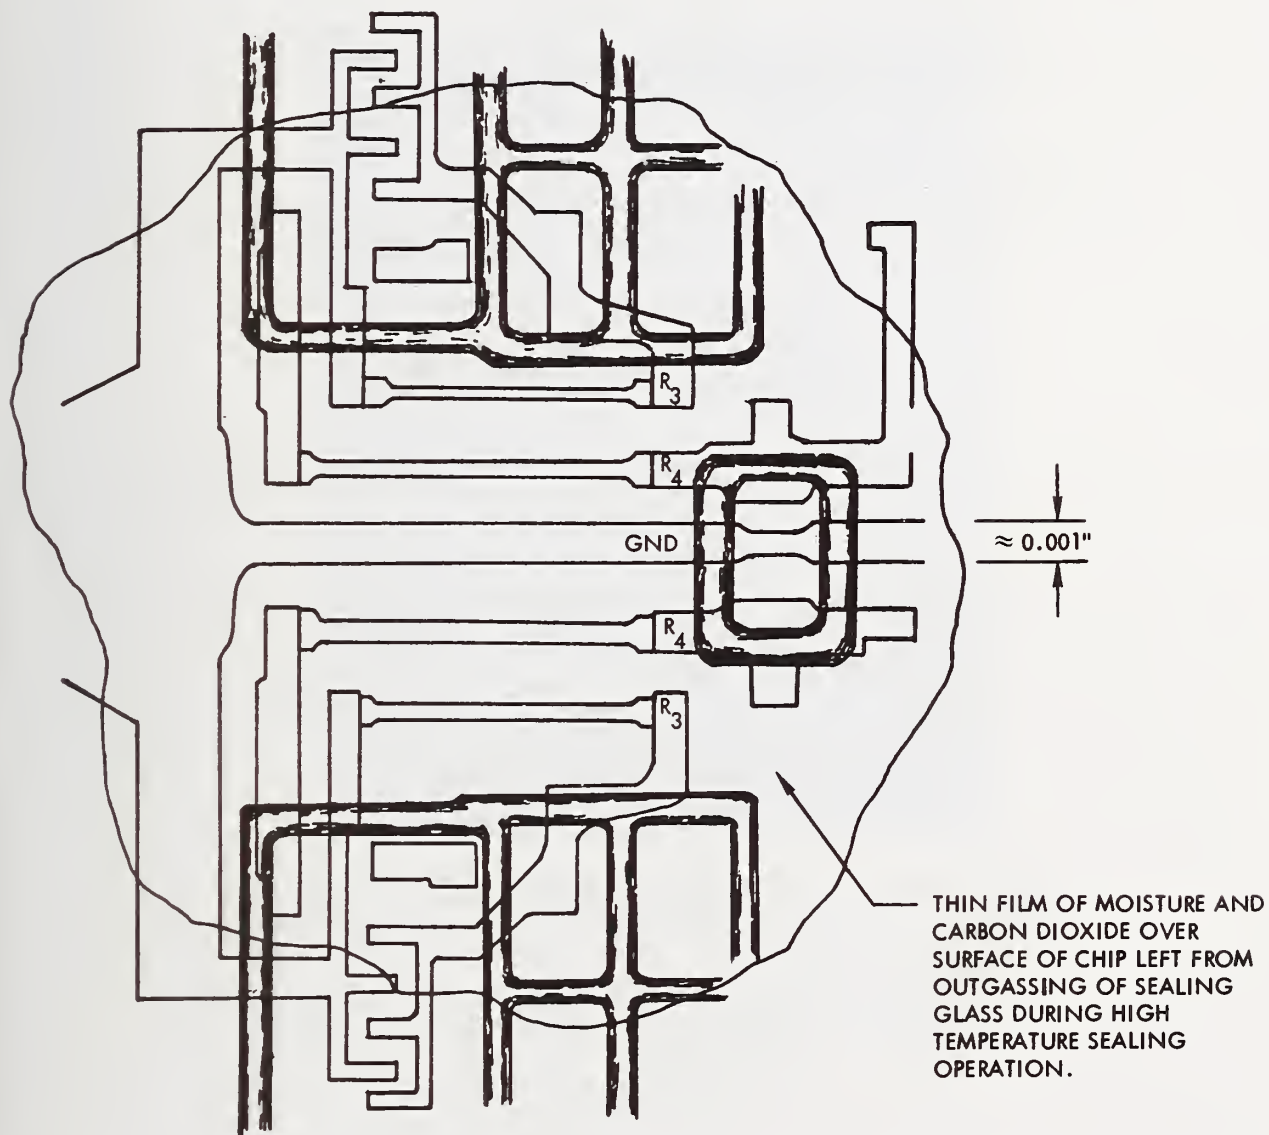 R3
R4
GND
≈ 0.001"
R4
R3
THIN FILM OF MOISTURE AND
CARBON DIOXIDE OVER
SURFACE OF CHIP LEFT FROM
OUTGASSING OF SEALING
GLASS DURING HIGH
TEMPERATURE SEALING
OPERATION.